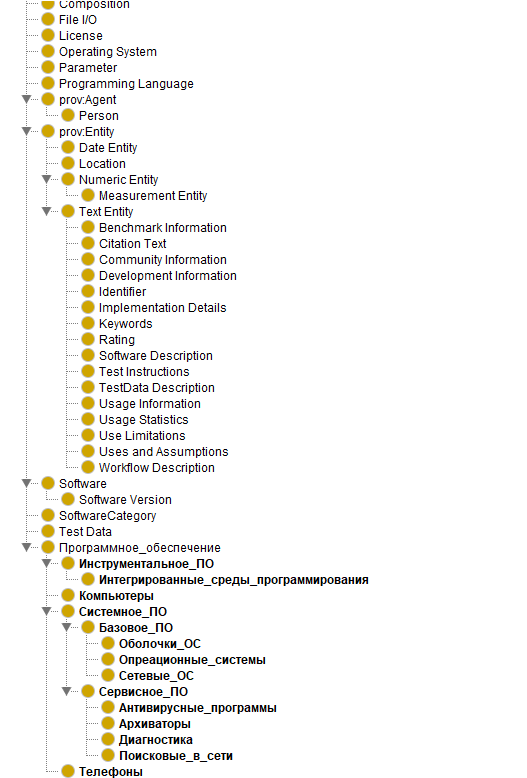 Composition
File I/O
License
Operating System
Parameter
Programming Language
prov:Agent
Person
prov:Entity
Date Entity
Location
Numeric Entity
Measurement Entity
Text Entity
Benchmark Information
Citation Text
Community Information
Development Information
Identifier
Implementation Details
Keywords
Rating
Software Description
Test Instructions
TestData Description
Usage Information
Usage Statistics
Use Limitations
Uses and Assumptions
Workflow Description
Software
Software Version
SoftwareCategory
Test Data
Программное_обеспечение
Инструментальное_ПО
Интегрированные_среды_программирования
Компьютеры
Системное_ПО
Базовое_ПО
Оболочки_ОС
Опреационные_системы
Сетевые_ОС
Сервисное_ПО
Антивирусные_программы
Архиваторы
Диагностика
Поисковые_в_сети
Телефоны